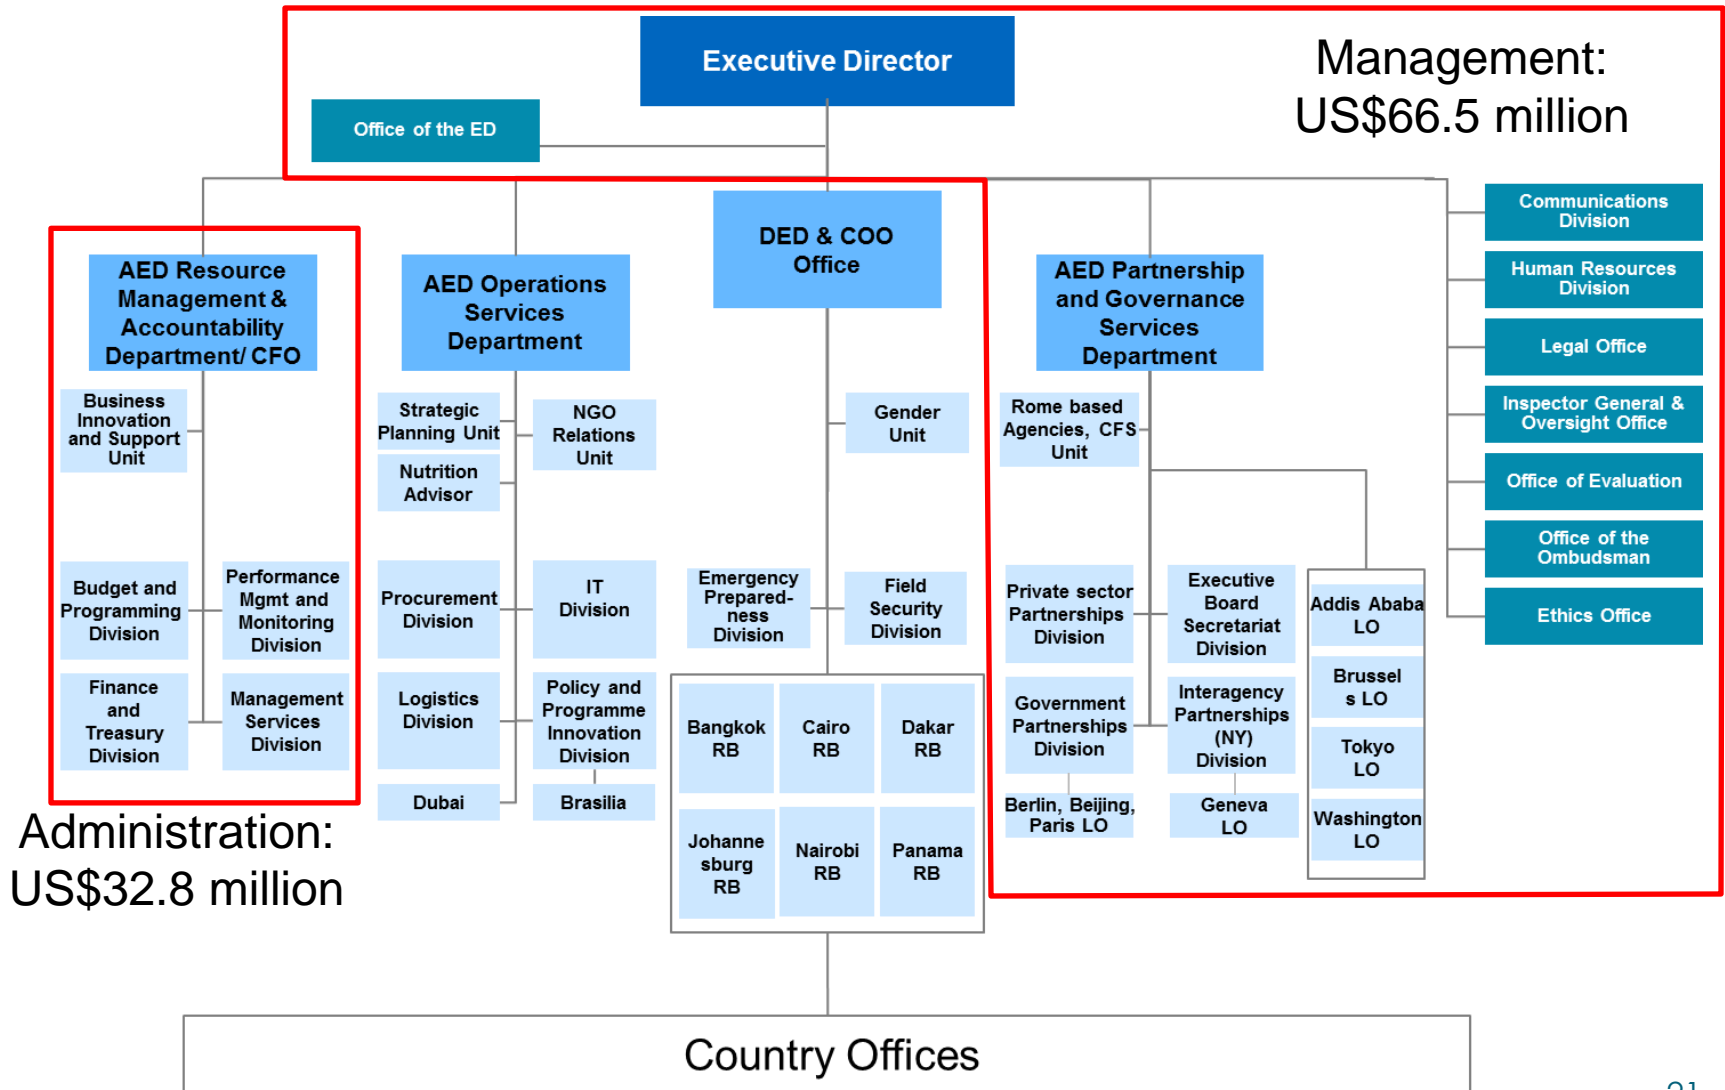 Executive Director
Management:
US$66.5 million
Office of the ED
AED Resource
Management &
Accountability
Department/ CFO
Business
Innovation
and Support
Unit
Budget and
Programming
Division
Performance
Mgmt and
Monitoring
Division
Finance
and
Treasury
Division
Management
Services
Division
Administration:
US$32.8 million
AED Operations
Services
Department
Strategic
Planning Unit
NGO
Relations
Unit
Nutrition
Advisor
Procurement
Division
IT
Division
Logistics
Division
Policy and
Programme
Innovation
Division
Dubai
Brasilia
DED & COO
Office
Gender
Unit
Emergency
Prepared-
ness
Division
Field
Security
Division
Bangkok
RB
Cairo
RB
Dakar
RB
Johanne
sburg
RB
Nairobi
RB
Panama
RB
AED Partnership
and Governance
Services
Department
Rome based
Agencies, CFS
Unit
Private sector
Partnerships
Division
Executive
Board
Secretariat
Division
Government
Partnerships
Division
Interagency
Partnerships
(NY)
Division
Berlin, Beijing,
Paris LO
Geneva
LO
Addis Ababa
LO
Brussel
s LO
Tokyo
LO
Washington
LO
Communications
Division
Human Resources
Division
Legal Office
Inspector General &
Oversight Office
Office of Evaluation
Office of the
Ombudsman
Ethics Office
Country Offices
21